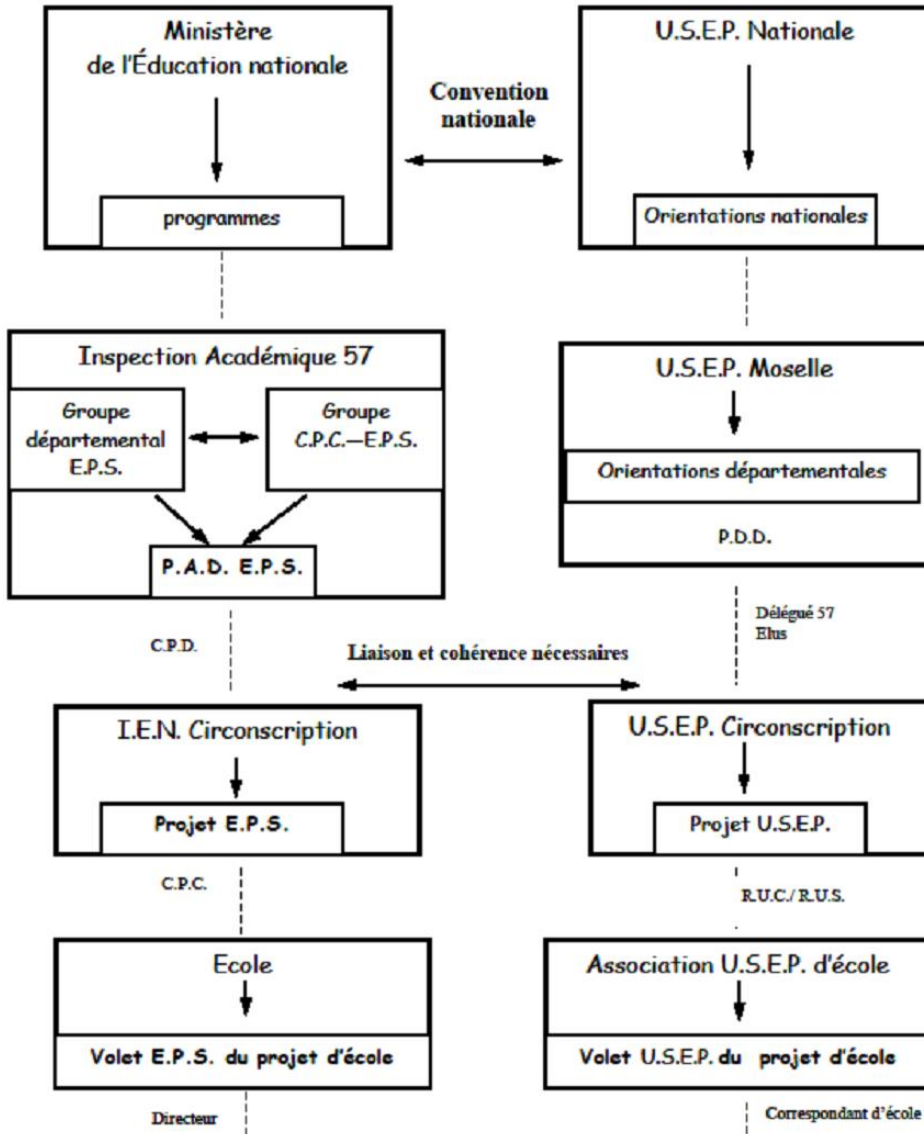 Ministère
de l'Éducation nationale
programmes
Convention
nationale
U.S.E.P. Nationale
Orientations nationales
Inspection Académique 57
Groupe
départemental
E.P.S.
Groupe
C.P.C.—E.P.S.
P.A.D. E.P.S.
U.S.E.P. Moselle
Orientations départementales
P.D.D.
C.P.D.
Délégué 57
Elus
Liaison et cohérence nécessaires
I.E.N. Circonscription
Projet E.P.S.
U.S.E.P. Circonscription
Projet U.S.E.P.
C.P.C.
R.U.C./ R.U.S.
Ecole
Volet E.P.S. du projet d'école
Association U.S.E.P. d'école
Volet U.S.E.P. du projet d'école
Directeur
Correspondant d'école